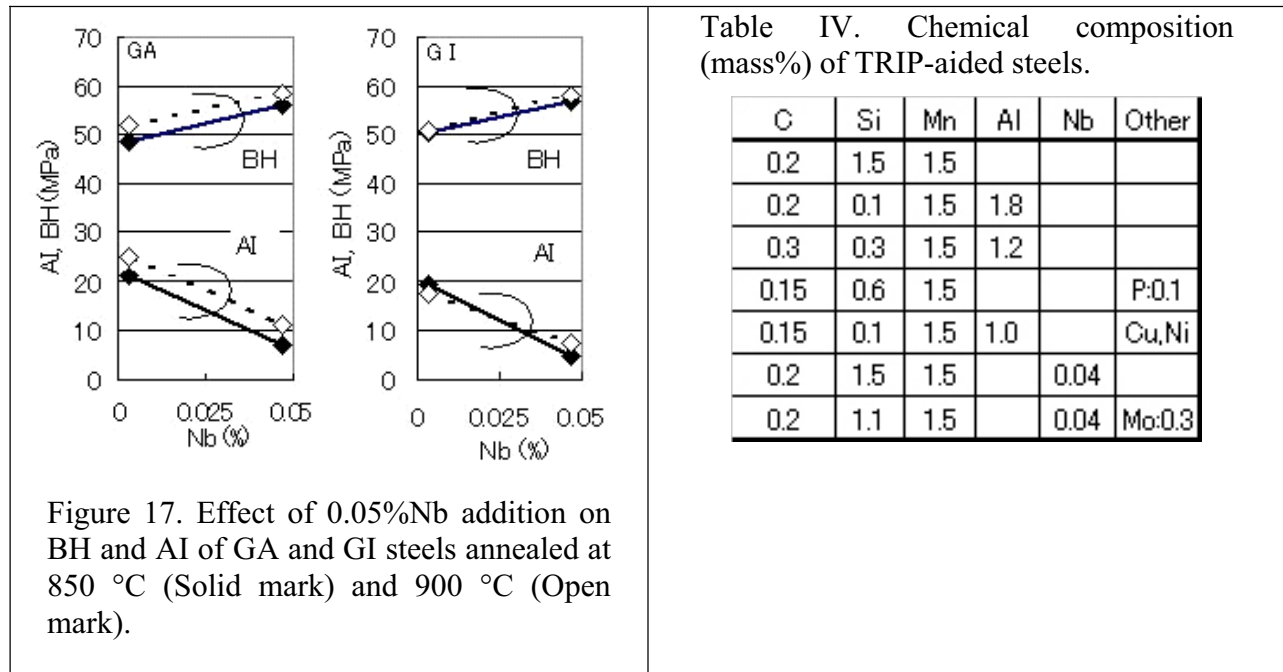 70
60
50
40
30
20
10
0
AI, BH (MPa)
GA
BH
AI
0 0.025 0.05
Nb (%)
70
60
50
40
30
20
10
0
AI, BH (MPa)
GI
BH
AI
0 0.025 0.05
Nb (%)
Figure 17. Effect of 0.05%Nb addition on
BH and AI of GA and GI steels annealed at
850 °C (Solid mark) and 900 °C (Open
mark).
Table IV. Chemical composition
(mass%) of TRIP-aided steels.
C Si Mn Al Nb Other
0.2 1.5 1.5
0.2 0.1 1.5 1.8
0.3 0.3 1.5 1.2
0.15 0.6 1.5 P:0.1
0.15 0.1 1.5 1.0 Cu,Ni
0.2 1.5 1.5 0.04
0.2 1.1 1.5 0.04 Mo:0.3